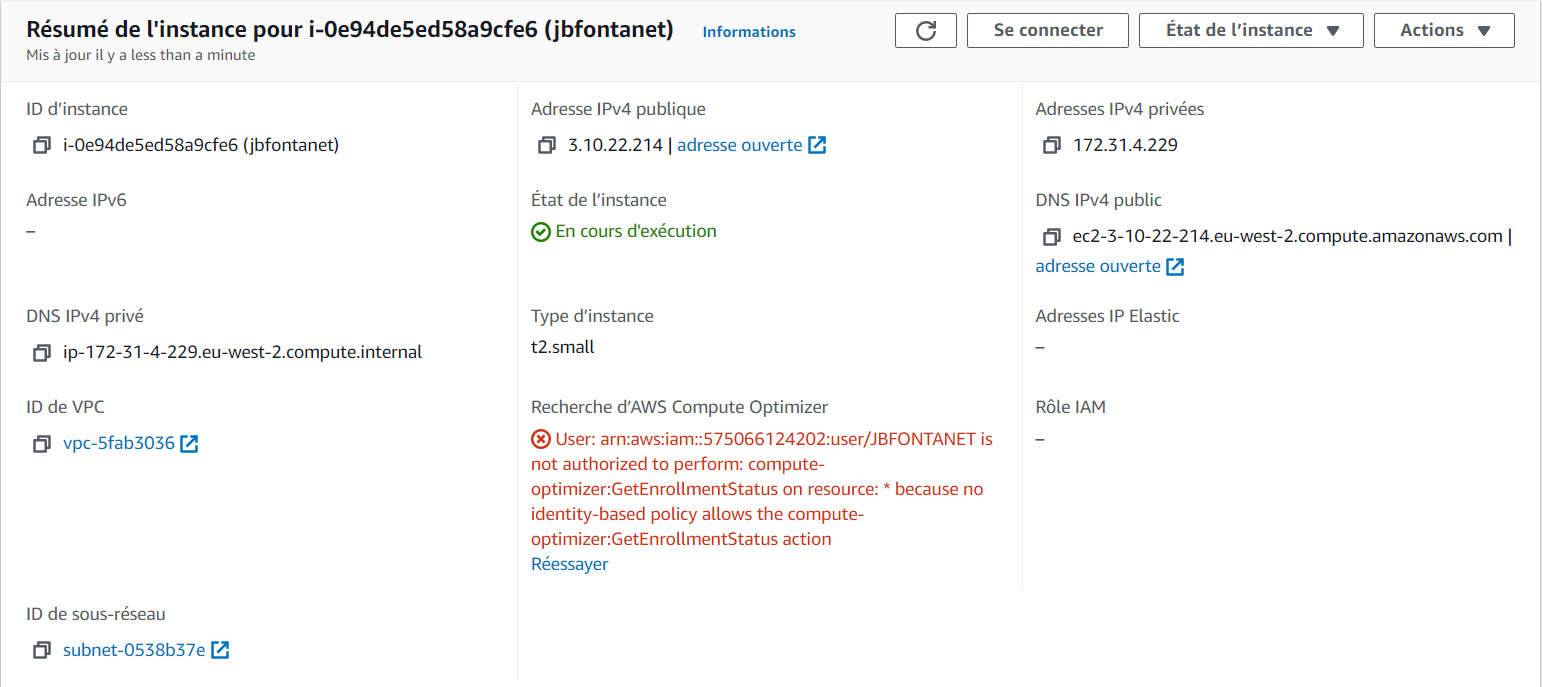 Résumé de l'instance pour i-0e94de5ed58a9cfe6 (jbfontanet)
Informations
Se connecter
État de l’instance
Actions
Mis à jour il y a less than a minute
ID d’instance
i-0e94de5ed58a9cfe6 (jbfontanet)
Adresse IPv4 publique
3.10.22.214 | adresse ouverte
Adresses IPv4 privées
172.31.4.229
Adresse IPv6
–
État de l’instance
En cours d'exécution
DNS IPv4 public
ec2-3-10-22-214.eu-west-2.compute.amazonaws.com |
adresse ouverte
DNS IPv4 privé
ip-172-31-4-229.eu-west-2.compute.internal
Type d’instance
t2.small
Adresses IP Elastic
–
ID de VPC
vpc-5fab3036
Recherche d’AWS Compute Optimizer
User: arn:aws:iam::575066124202:user/JBFONTANET is
not authorized to perform: compute-
optimizer:GetEnrollmentStatus on resource: * because no
identity-based policy allows the compute-
optimizer:GetEnrollmentStatus action
Réessayer
Rôle IAM
–
ID de sous-réseau
subnet-0538b37e